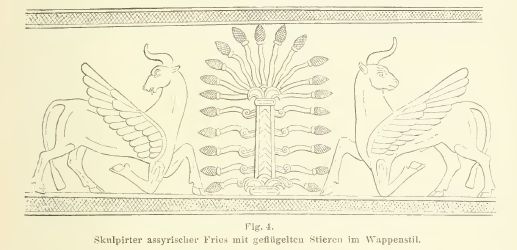 Fig. 4.
Skulpirter assyrischer Fries mit geflügelten Stieren im Wappenstil.